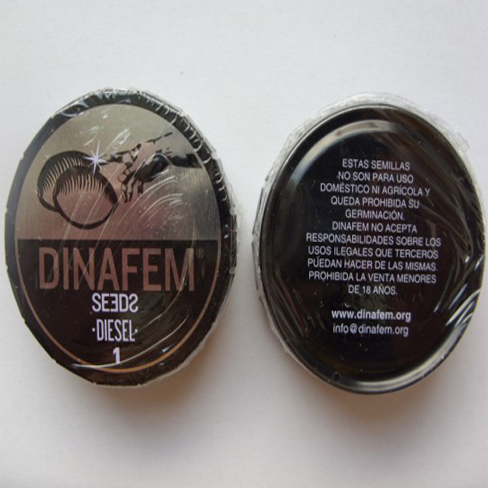 DINAFEM®
SEEDS
·DIESEL·
1
ESTAS SEMILLAS
NO SON PARA USO
DOMÉSTICO NI AGRÍCOLA Y
QUEDA PROHIBIDA SU
GERMINACIÓN.
DINAFEM NO ACEPTA
RESPONSABILIDADES SOBRE LOS
USOS ILEGALES QUE TERCEROS
PUEDAN HACER DE LAS MISMAS.
PROHIBIDA LA VENTA MENORES
DE 18 AÑOS.
www.dinafem.org
info@dinafem.org